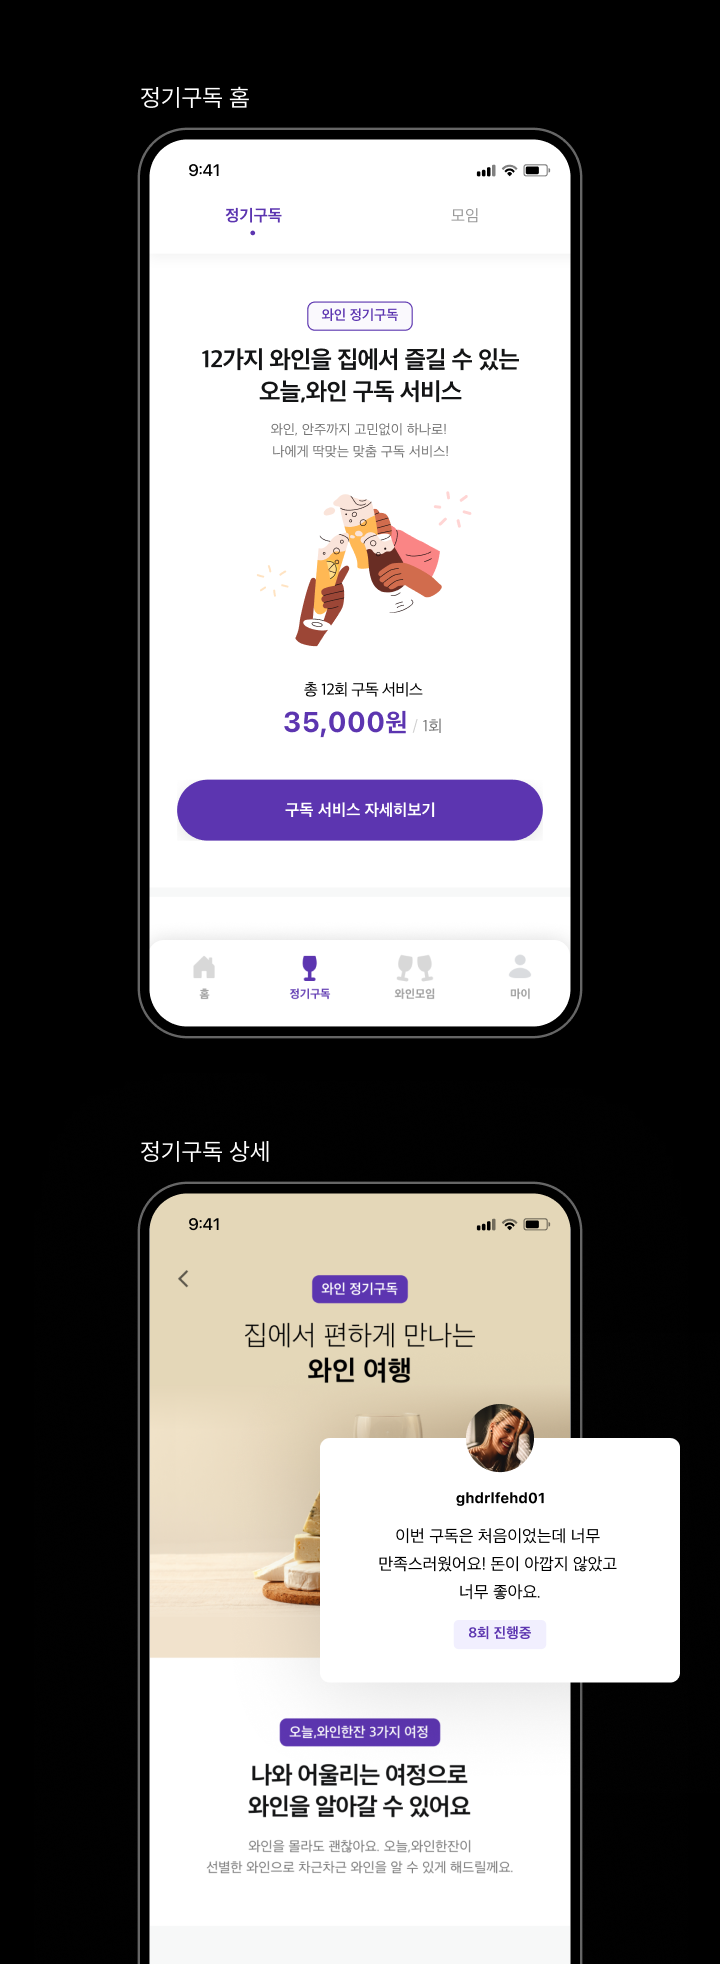 정기구독 홈
9:41
정기구독
모임
와인 정기구독
12가지 와인을 집에서 즐길 수 있는
오늘,와인 구독 서비스
와인, 안주까지 고민없이 하나로!
나에게 딱맞는 맞춤 구독 서비스!
총 12회 구독 서비스
35,000원 / 1회
구독 서비스 자세히보기
홈
정기구독
와인모임
마이
정기구독 상세
9:41
와인 정기구독
집에서 편하게 만나는
와인 여행
ghdrlfehd01
이번 구독은 처음이었는데 너무
만족스러웠어요! 돈이 아깝지 않았고
너무 좋아요.
8회 진행중
오늘,와인한잔 3가지 여정
나와 어울리는 여정으로
와인을 알아갈 수 있어요
와인을 몰라도 괜찮아요. 오늘,와인한잔이
선별한 와인으로 차근차근 와인을 알 수 있게 해드릴께요.